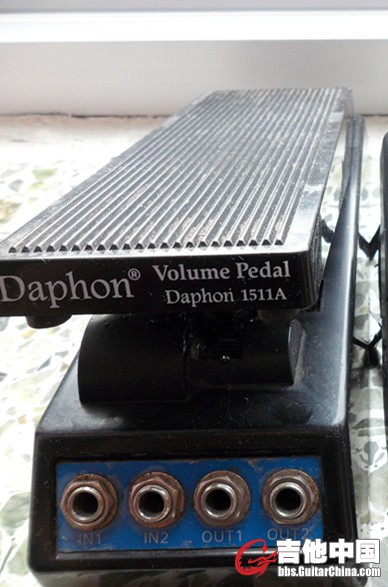 Daphon® Volume Pedal
Daphon 1511A
IN1 IN2 OUT1 OUT2
吉他中国
bbs.GuitarChina.com